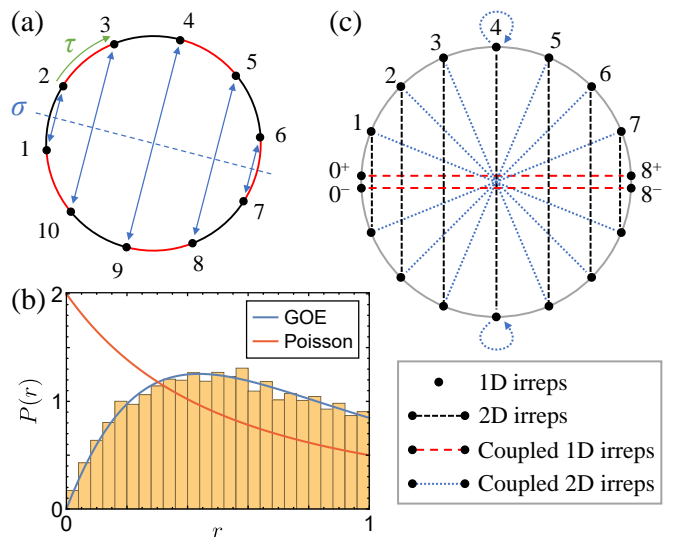 (a)
τ
3
4
2
5
σ
6
1
7
10
8
9
(b)
GOE
Poisson
P(r)
2
1
0
0
r
1
(c)
4
3
5
2
6
1
7
0⁺
8⁺
0⁻
8⁻
1D irreps
2D irreps
Coupled 1D irreps
Coupled 2D irreps